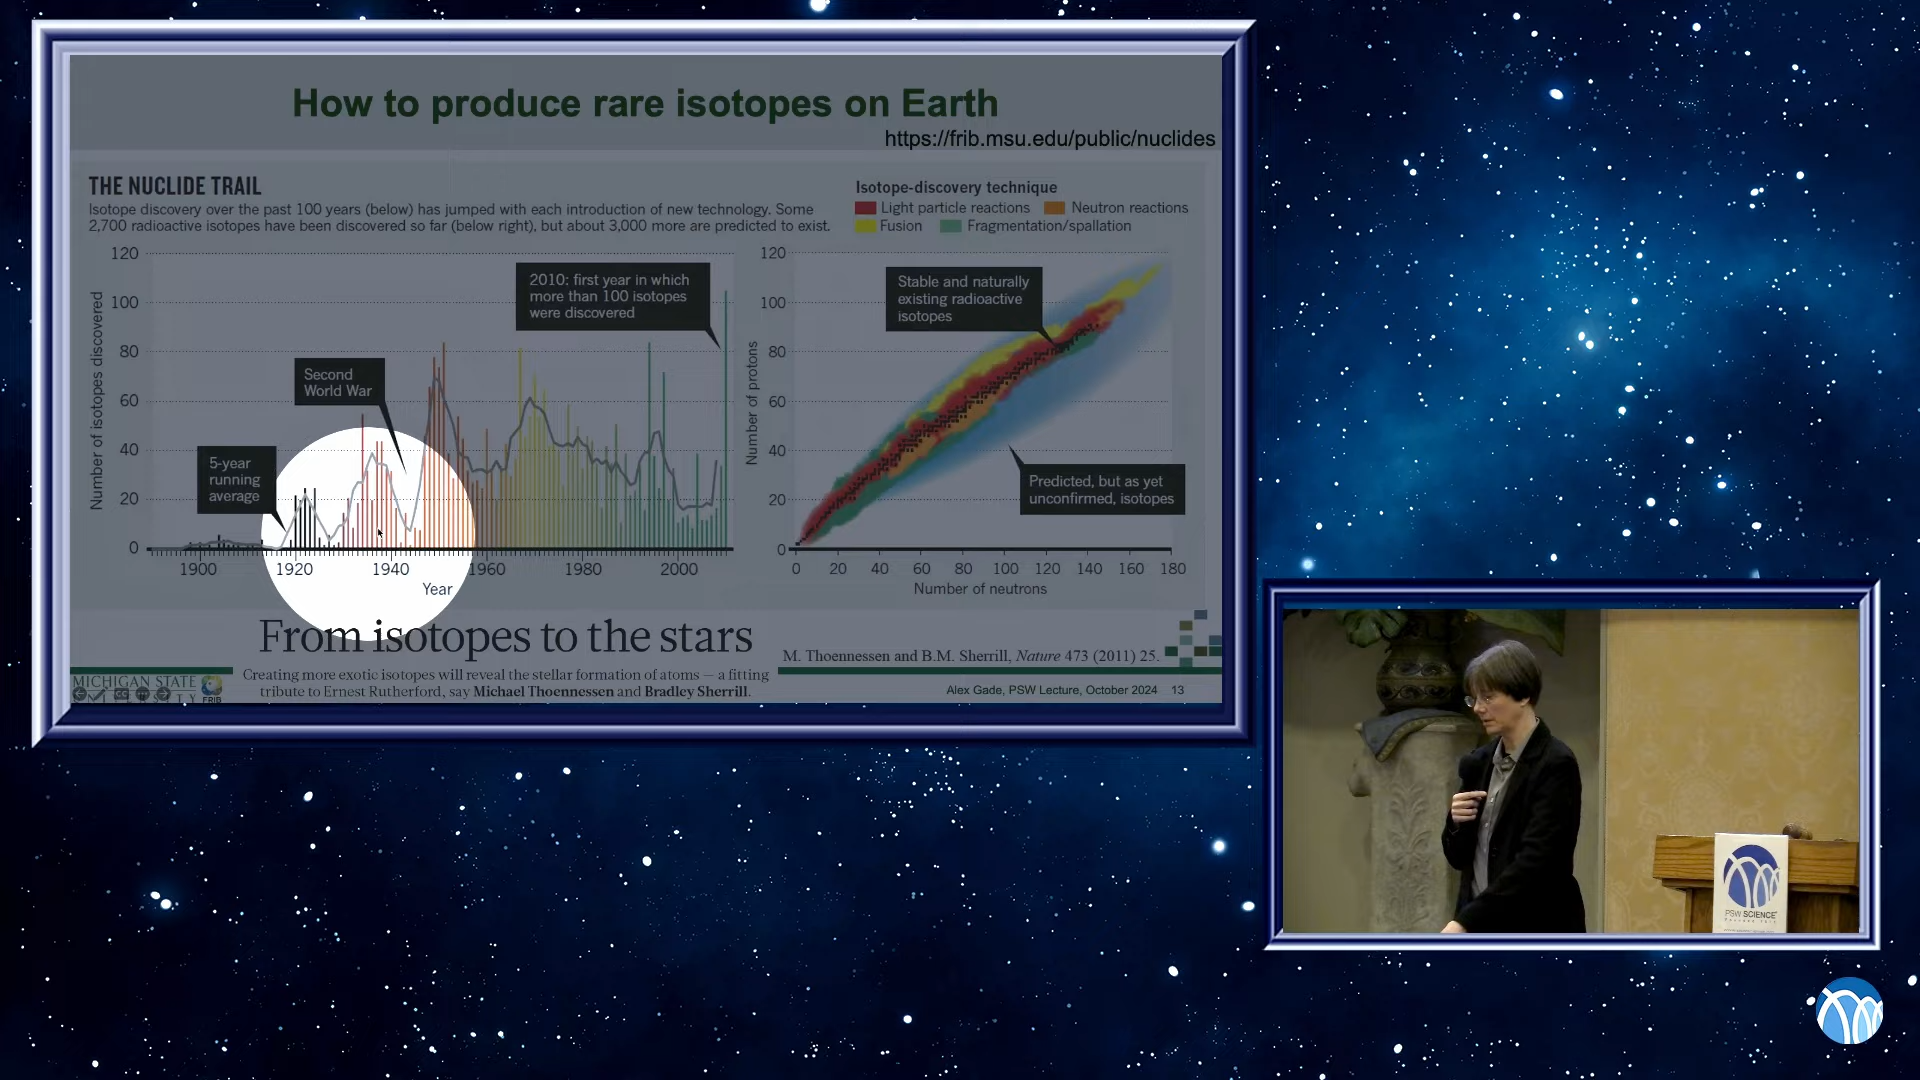 How to produce rare isotopes on Earth
https://frib.msu.edu/public/nuclides
THE NUCLIDE TRAIL
Isotope discovery over the past 100 years (below) has jumped with each introduction of new technology. Some
2,700 radioactive isotopes have been discovered so far (below right), but about 3,000 more are predicted to exist.
Isotope-discovery technique
Light particle reactions
Neutron reactions
Fusion
Fragmentation/spallation
Number of isotopes discovered
120
100
80
60
40
20
0
5-year
running
average
Second
World War
2010: first year in which
more than 100 isotopes
were discovered
1900 1920 1940 1960 1980 2000
Year
Number of protons
120
100
80
60
40
20
0
Stable and naturally
existing radioactive
isotopes
Predicted, but as yet
unconfirmed, isotopes
0 20 40 60 80 100 120 140 160 180
Number of neutrons
From isotopes to the stars
Creating more exotic isotopes will reveal the stellar formation of atoms — a fitting
tribute to Ernest Rutherford, say Michael Thoennessen and Bradley Sherrill.
M. Thoennessen and B.M. Sherrill, Nature 473 (2011) 25.
MICHIGAN STATE
FRIB
Alex Gade, PSW Lecture, October 2024 13
PSW SCIENCE